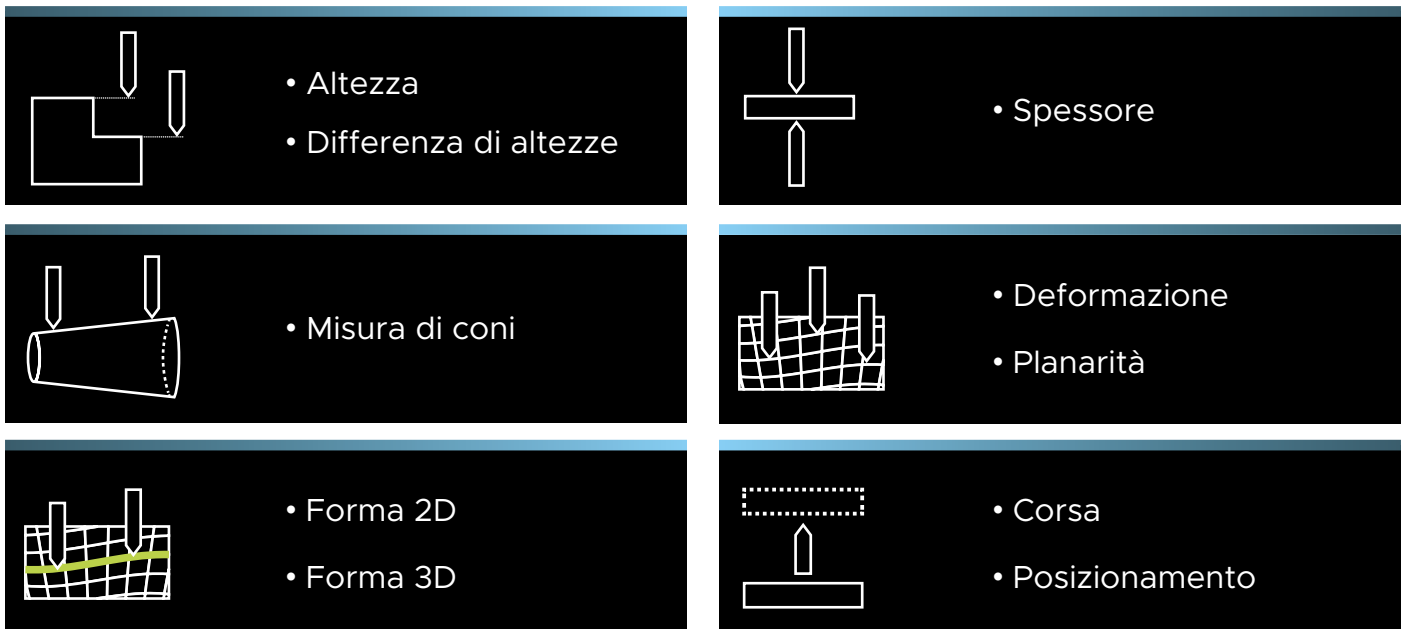 • Altezza
• Differenza di altezze
• Spessore
• Misura di coni
• Deformazione
• Planarità
• Forma 2D
• Forma 3D
• Corsa
• Posizionamento